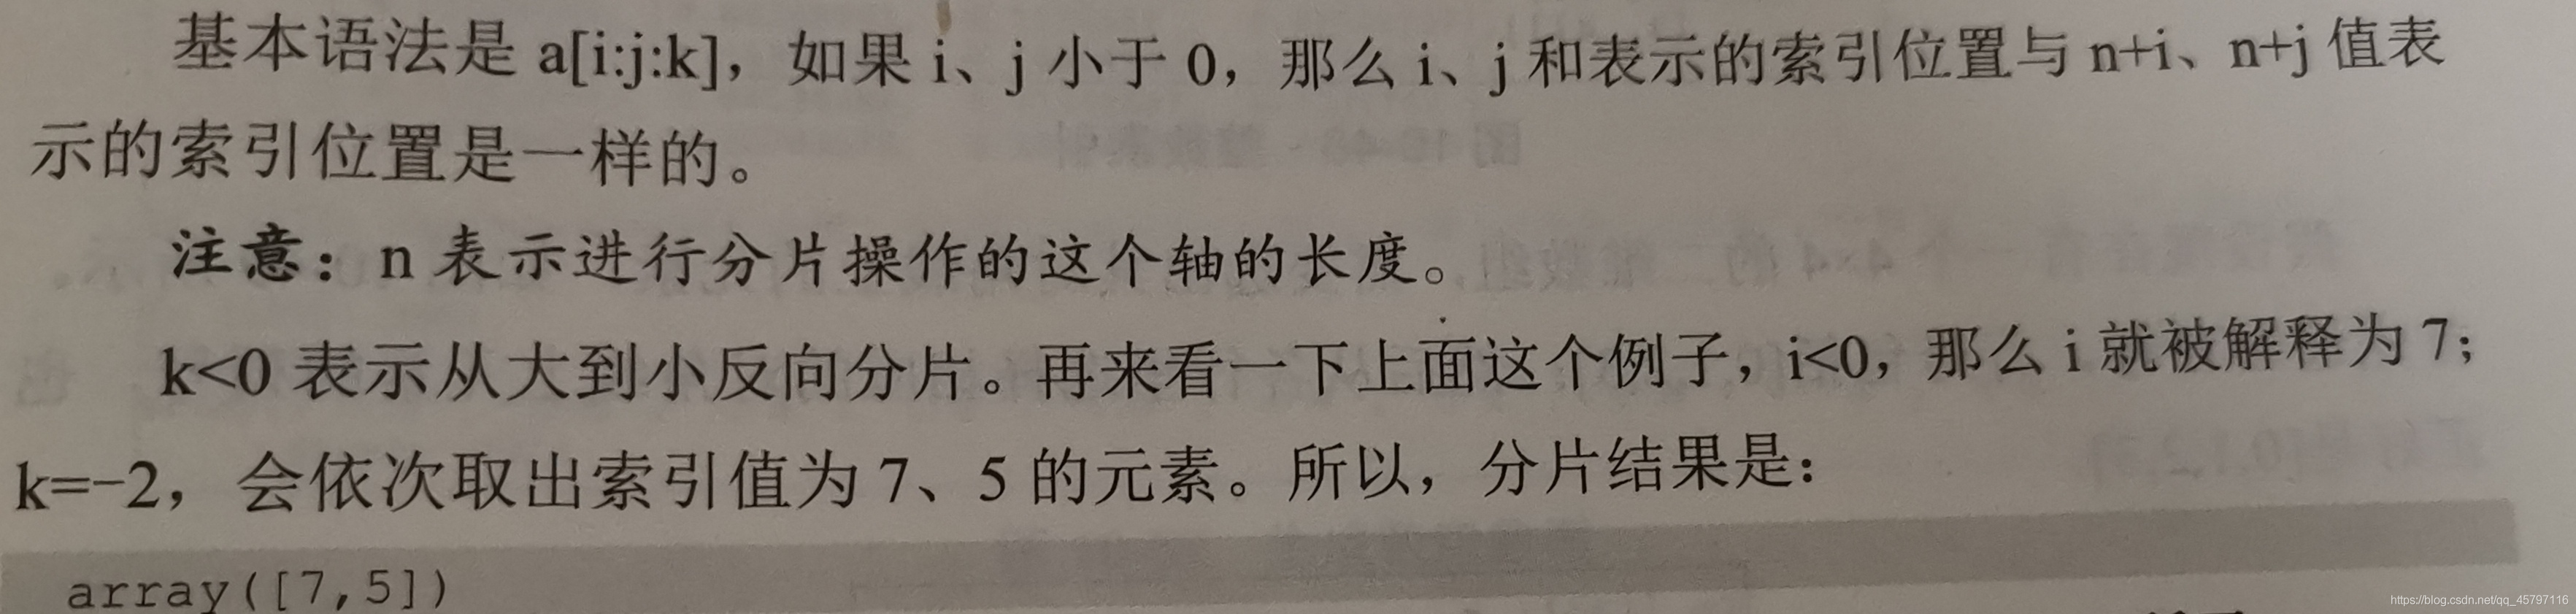 基本语法是 a[i:j:k]，如果 i、j 小于 0，那么 i、j 和表示的索引位置与 n+i、n+j 值表
示的索引位置是一样的。
注意：n 表示进行分片操作的这个轴的长度。
k<0 表示从大到小反向分片。再来看一下上面这个例子，i<0，那么 i 就被解释为 7；
k=-2，会依次取出索引值为 7、5 的元素。所以，分片结果是：
array([7,5])
https://blog.csdn.net/qq_45797116